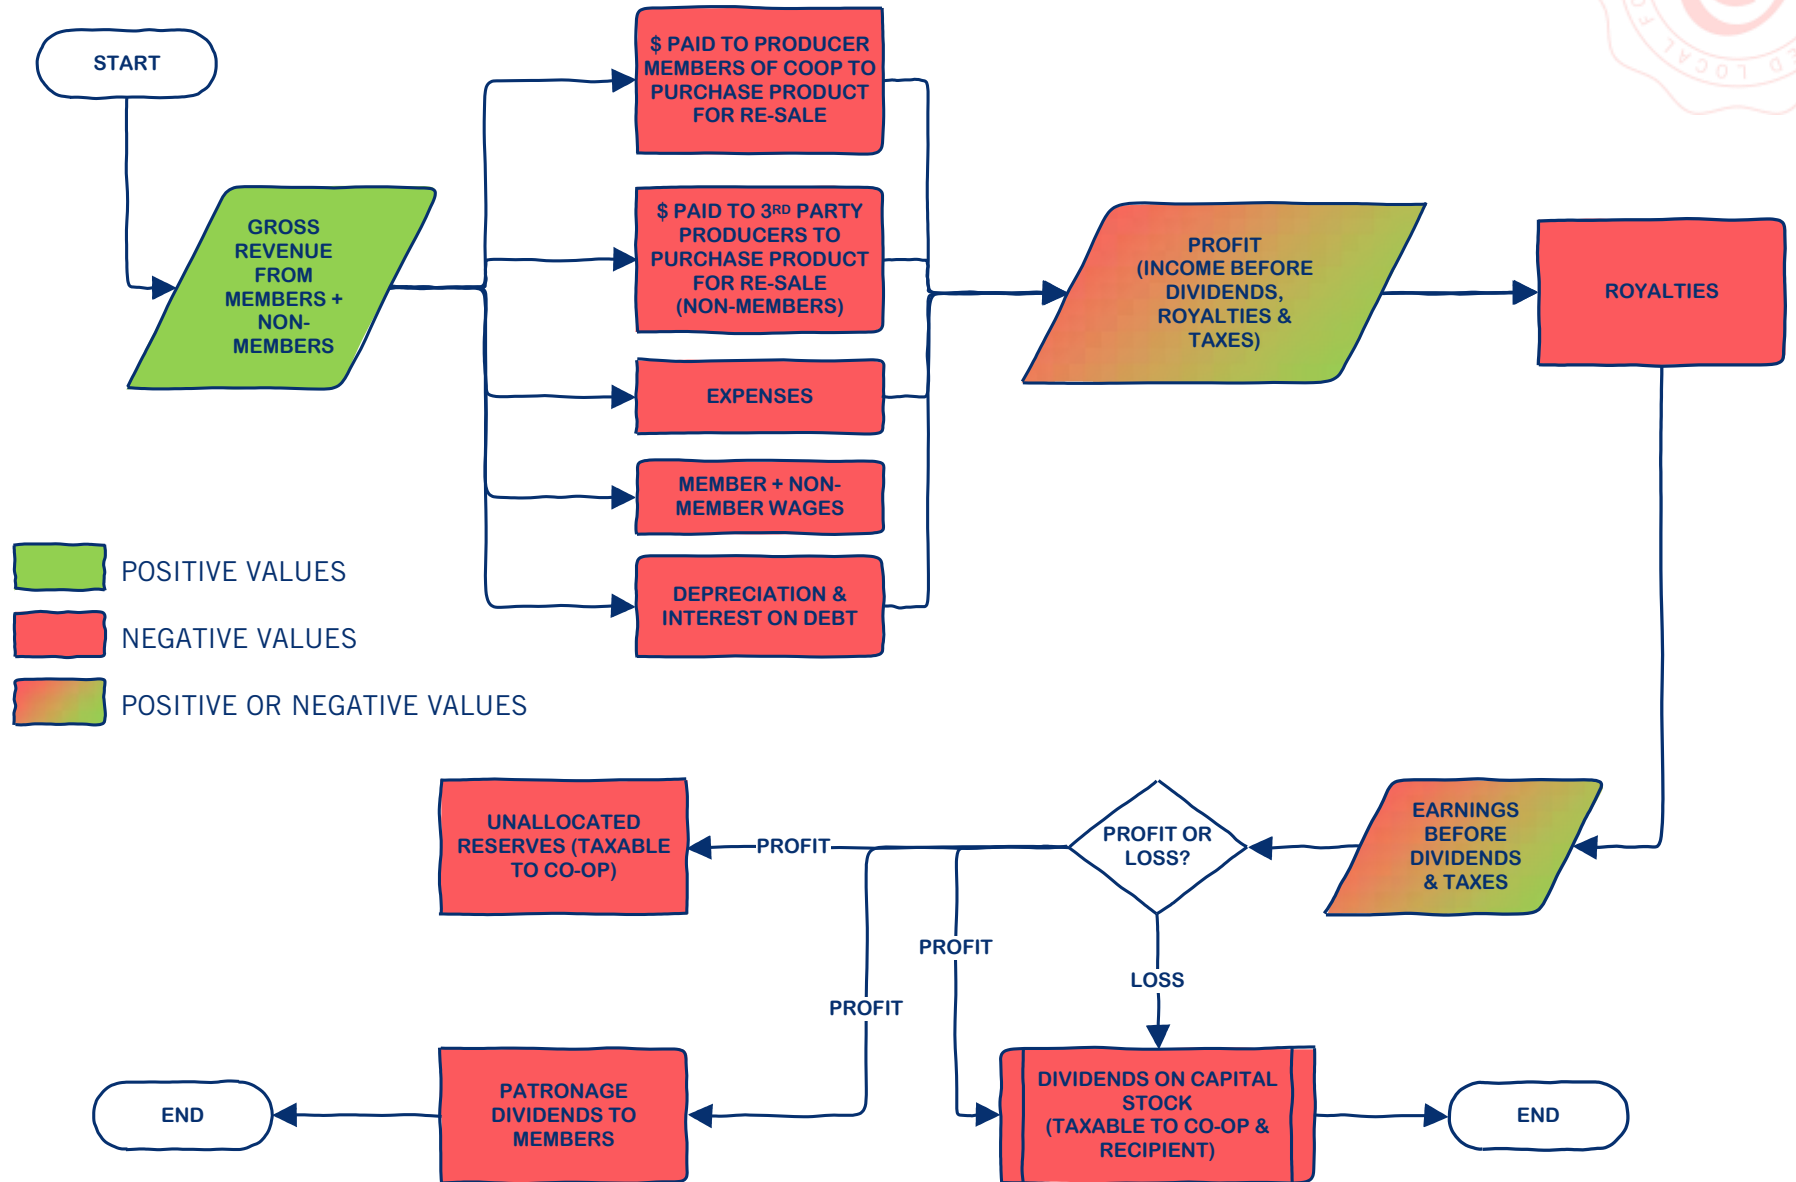 START
$ PAID TO PRODUCER
MEMBERS OF COOP TO
PURCHASE PRODUCT
FOR RE-SALE
GROSS
REVENUE
FROM
MEMBERS +
NON-
MEMBERS
$ PAID TO 3RD PARTY
PRODUCERS TO
PURCHASE PRODUCT
FOR RE-SALE
(NON-MEMBERS)
PROFIT
(INCOME BEFORE
DIVIDENDS,
ROYALTIES &
TAXES)
ROYALTIES
EXPENSES
MEMBER + NON-
MEMBER WAGES
DEPRECIATION &
INTEREST ON DEBT
POSITIVE VALUES
NEGATIVE VALUES
POSITIVE OR NEGATIVE VALUES
UNALLOCATED
RESERVES (TAXABLE
TO CO-OP)
PROFIT
PROFIT OR
LOSS?
EARNINGS
BEFORE
DIVIDENDS
& TAXES
PROFIT
LOSS
PROFIT
END
PATRONAGE
DIVIDENDS TO
MEMBERS
DIVIDENDS ON CAPITAL
STOCK
(TAXABLE TO CO-OP &
RECIPIENT)
END
LOCAL